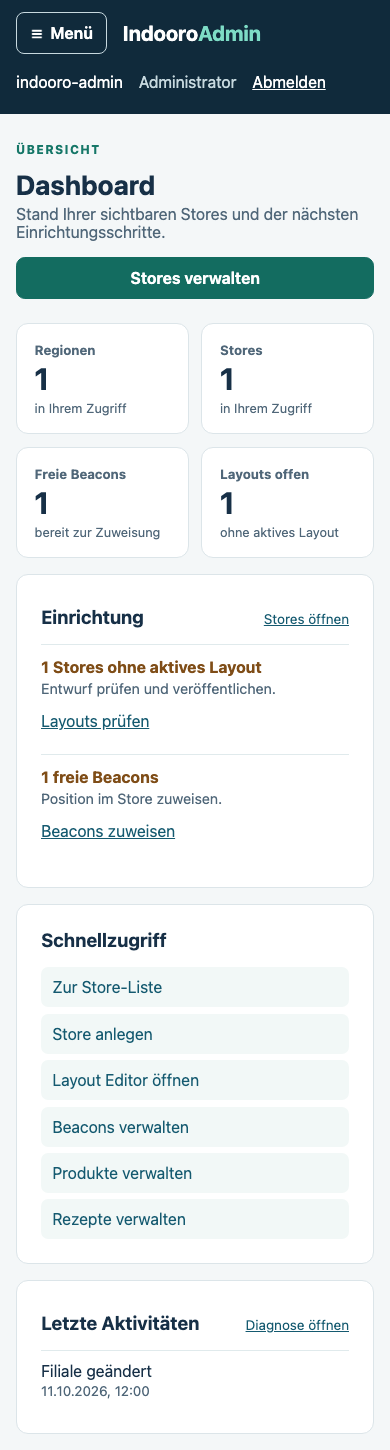 ≡ Menü IndooroAdmin
indooro-admin Administrator Abmelden
ÜBERSICHT
Dashboard
Stand Ihrer sichtbaren Stores und der nächsten
Einrichtungsschritte.
Stores verwalten
Regionen
1
in Ihrem Zugriff
Stores
1
in Ihrem Zugriff
Freie Beacons
1
bereit zur Zuweisung
Layouts offen
1
ohne aktives Layout
Einrichtung Stores öffnen
1 Stores ohne aktives Layout
Entwurf prüfen und veröffentlichen.
Layouts prüfen
1 freie Beacons
Position im Store zuweisen.
Beacons zuweisen
Schnellzugriff
Zur Store-Liste
Store anlegen
Layout Editor öffnen
Beacons verwalten
Produkte verwalten
Rezepte verwalten
Letzte Aktivitäten Diagnose öffnen
Filiale geändert
11.10.2026, 12:00